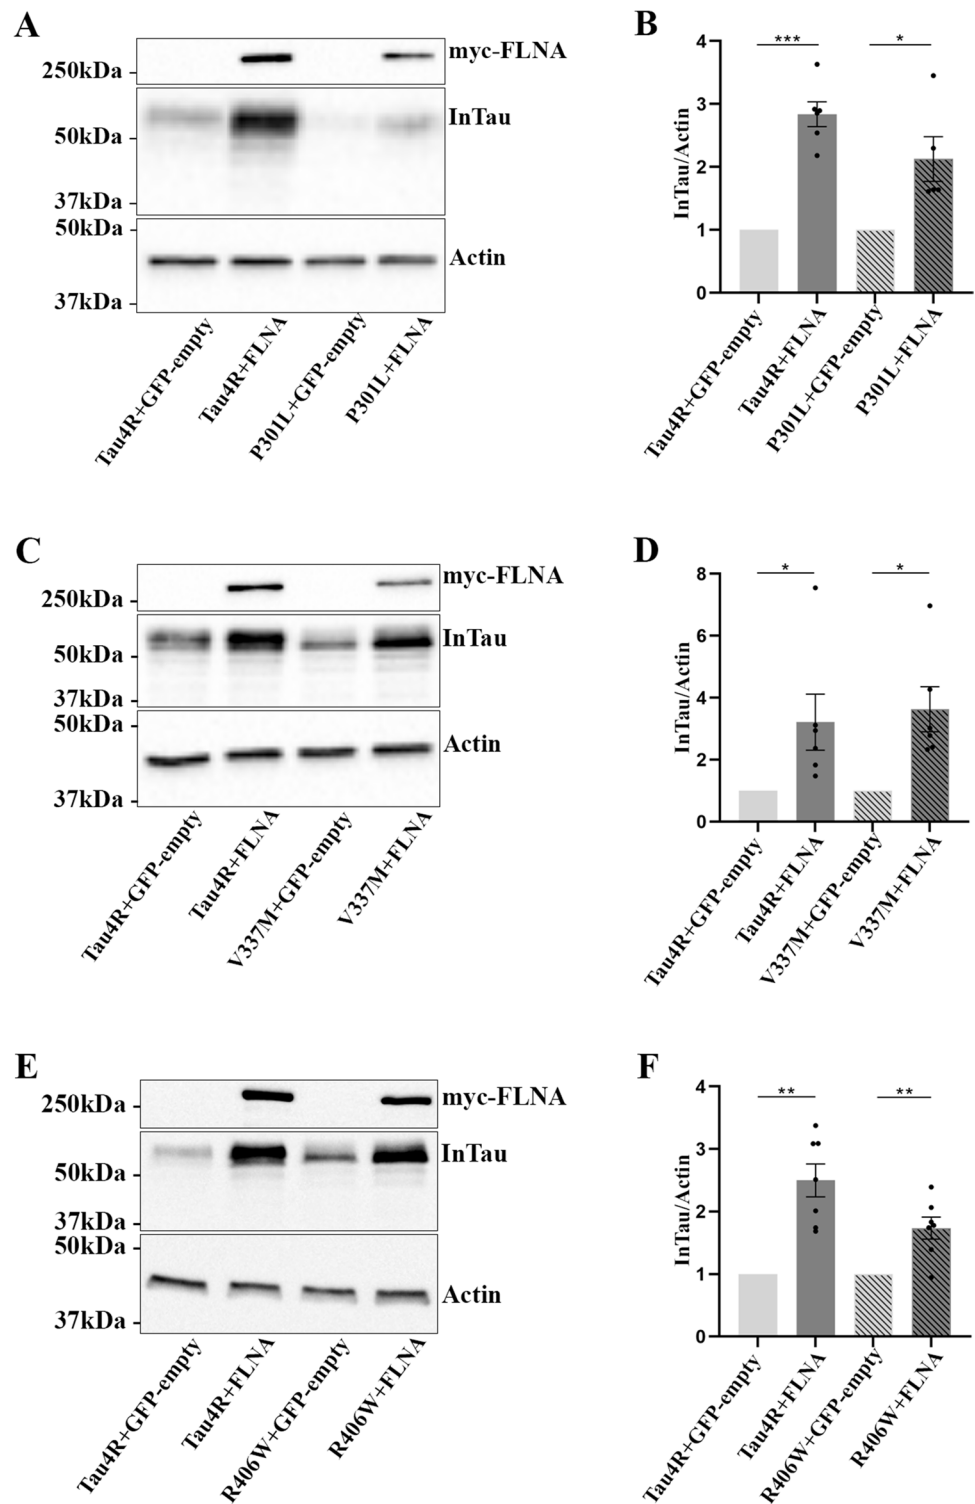 A
myc-FLNA
250kDa
InTau
50kDa
37kDa
50kDa
Actin
37kDa
Tau4R+GFP-empty
Tau4R+FLNA
P301L+GFP-empty
P301L+FLNA
B
InTau/Actin
4
3
2
1
0
***
*
Tau4R+GFP-empty
Tau4R+FLNA
P301L+GFP-empty
P301L+FLNA
C
myc-FLNA
250kDa
InTau
50kDa
37kDa
50kDa
Actin
37kDa
Tau4R+GFP-empty
Tau4R+FLNA
V337M+GFP-empty
V337M+FLNA
D
InTau/Actin
8
6
4
2
0
*
*
Tau4R+GFP-empty
Tau4R+FLNA
V337M+GFP-empty
V337M+FLNA
E
myc-FLNA
250kDa
InTau
50kDa
37kDa
50kDa
Actin
37kDa
Tau4R+GFP-empty
Tau4R+FLNA
R406W+GFP-empty
R406W+FLNA
F
InTau/Actin
4
3
2
1
0
**
**
Tau4R+GFP-empty
Tau4R+FLNA
R406W+GFP-empty
R406W+FLNA